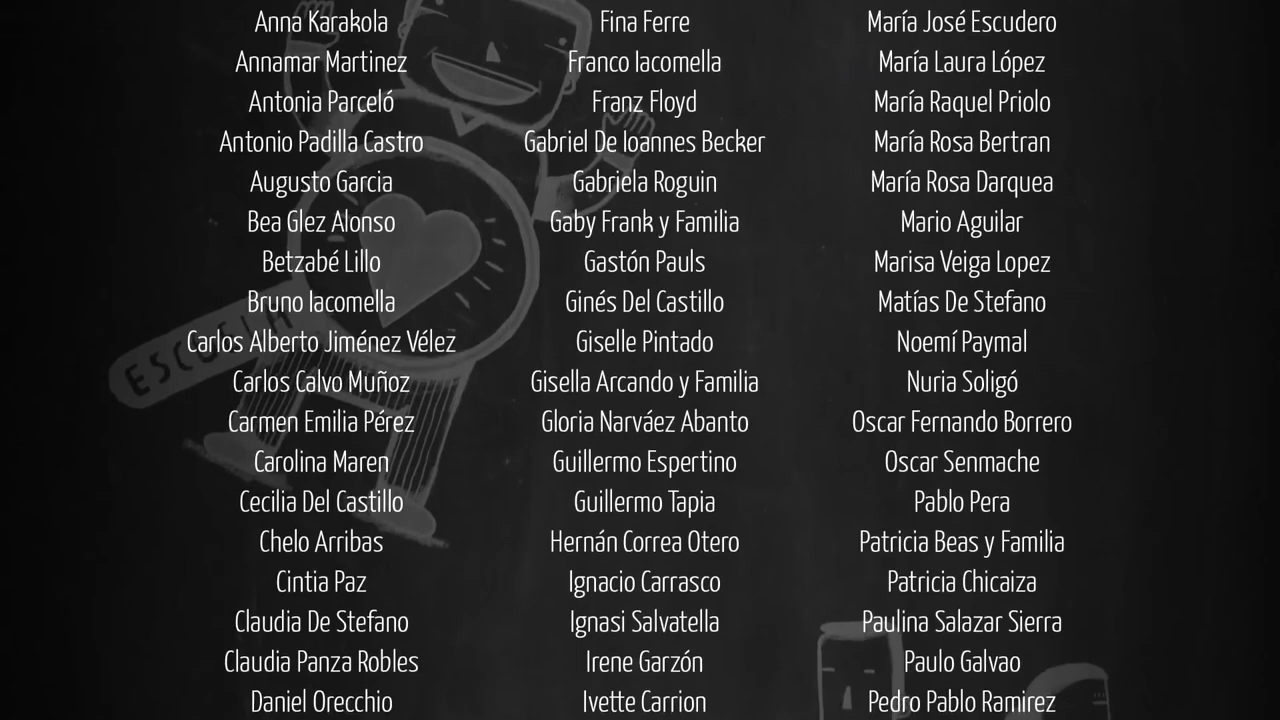 Anna Karakola
Annamar Martinez
Antonia Parceló
Antonio Padilla Castro
Augusto Garcia
Bea Glez Alonso
Betzabé Lillo
Bruno Iacomella
Carlos Alberto Jiménez Vélez
Carlos Calvo Muñoz
Carmen Emilia Pérez
Carolina Maren
Cecilia Del Castillo
Chelo Arribas
Cintia Paz
Claudia De Stefano
Claudia Panza Robles
Daniel Orecchio
Fina Ferre
Franco Iacomella
Franz Floyd
Gabriel De Ioannes Becker
Gabriela Roguin
Gaby Frank y Familia
Gastón Pauls
Ginés Del Castillo
Giselle Pintado
Gisella Arcando y Familia
Gloria Narváez Abanto
Guillermo Espertino
Guillermo Tapia
Hernán Correa Otero
Ignacio Carrasco
Ignasi Salvatella
Irene Garzón
Ivette Carrion
María José Escudero
María Laura López
María Raquel Priolo
María Rosa Bertran
María Rosa Darquea
Mario Aguilar
Marisa Veiga Lopez
Matías De Stefano
Noemí Paymal
Nuria Soligó
Oscar Fernando Borrero
Oscar Senmache
Pablo Pera
Patricia Beas y Familia
Patricia Chicaiza
Paulina Salazar Sierra
Paulo Galvao
Pedro Pablo Ramirez